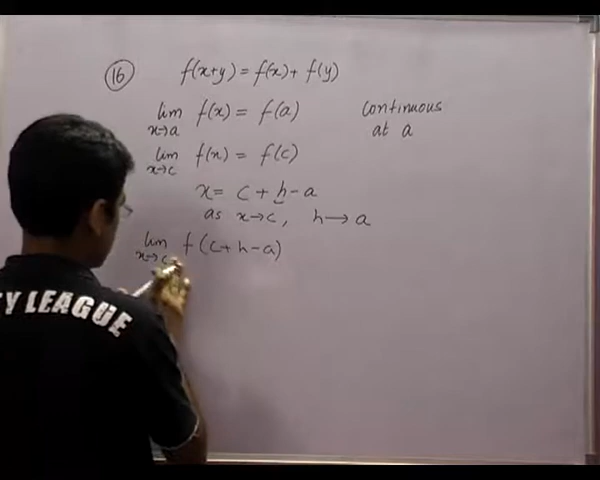 16 f(x+y) = f(x) + f(y)
lim x→a f(x) = f(a) continuous at a
lim x→c f(x) = f(c)
x = c + h - a
as x→c, h→a
lim x→c f(c+h-a)
Y LEAGUE